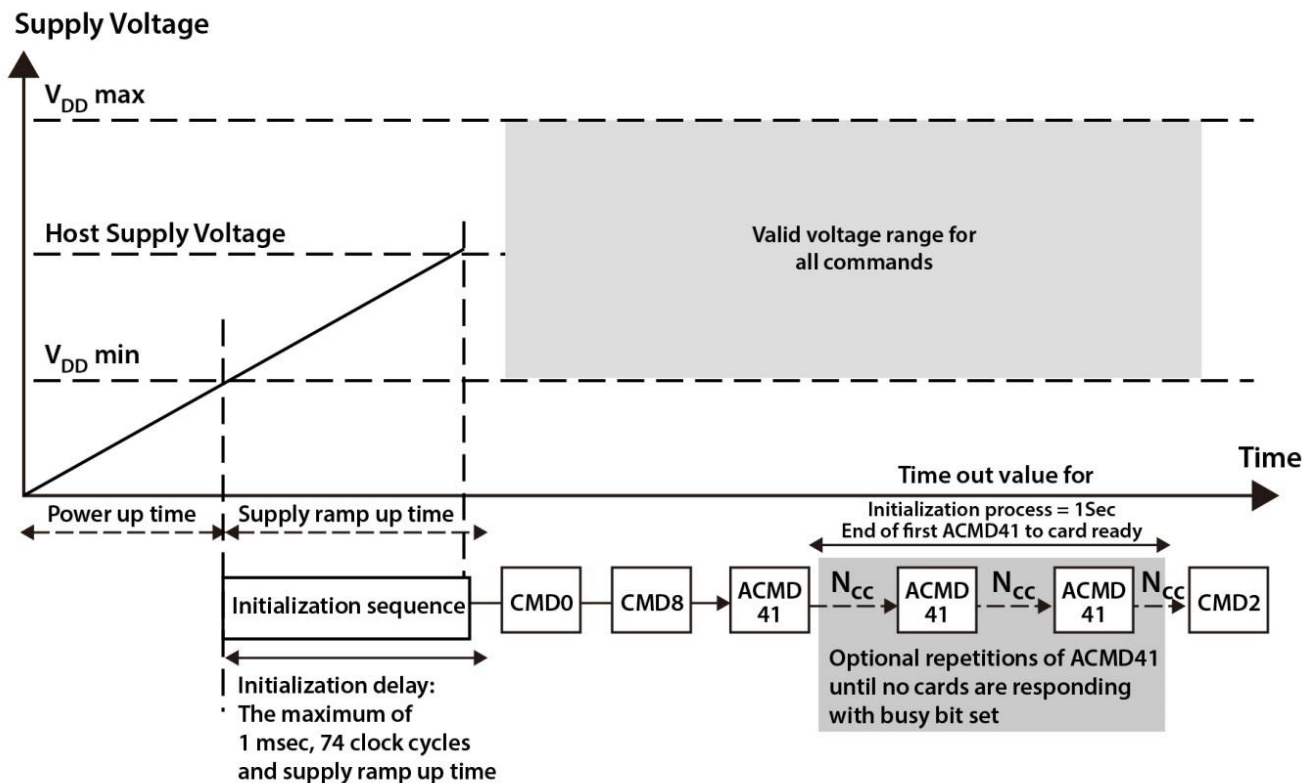 Supply Voltage
V_DD max
Host Supply Voltage
Valid voltage range for
all commands
V_DD min
Time
Time out value for
Power up time
Supply ramp up time
Initialization process = 1Sec
End of first ACMD41 to card ready
Initialization sequence
CMD0
CMD8
ACMD
41
N_CC
ACMD
41
N_CC
ACMD
41
N_CC
CMD2
Optional repetitions of ACMD41
until no cards are responding
with busy bit set
Initialization delay:
The maximum of
1 msec, 74 clock cycles
and supply ramp up time